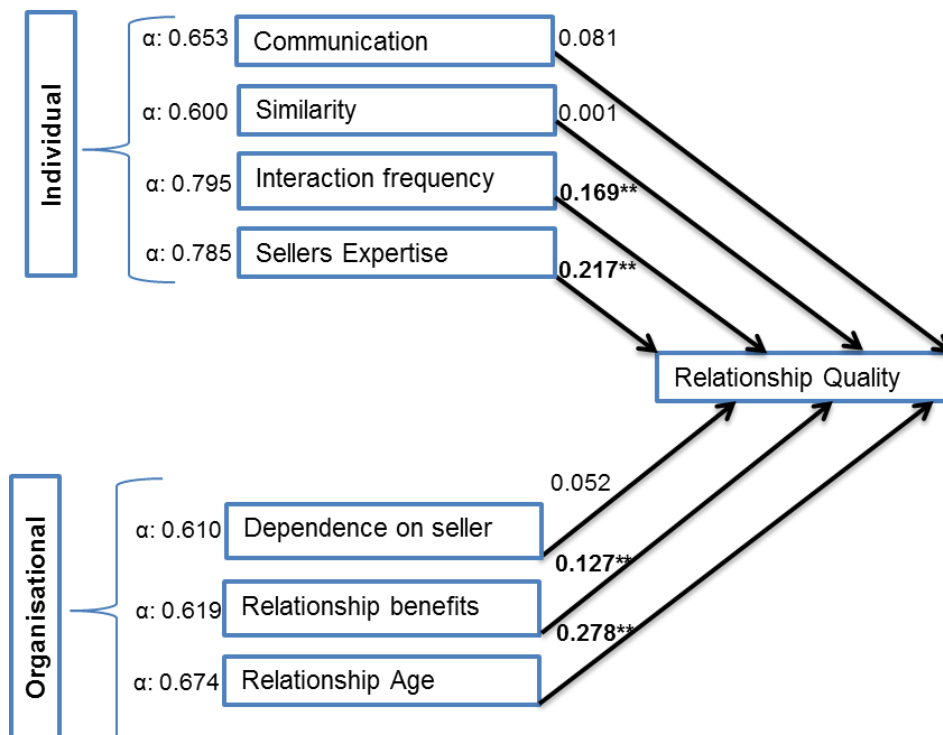 Individual
α: 0.653 Communication 0.081
α: 0.600 Similarity 0.001
α: 0.795 Interaction frequency 0.169**
α: 0.785 Sellers Expertise 0.217**
Relationship Quality
Organisational
0.052
α: 0.610 Dependence on seller
0.127**
α: 0.619 Relationship benefits
0.278**
α: 0.674 Relationship Age